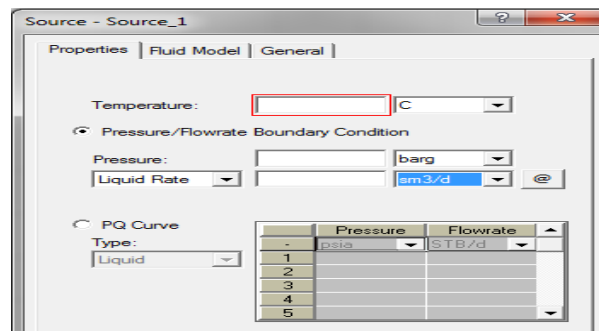 Source - Source_1
Properties Fluid Model General
Temperature: C
Pressure/Flowrate Boundary Condition
Pressure: barg
Liquid Rate sm3/d @
PQ Curve
Type:
Liquid
Pressure Flowrate
- psia STB/d
1
2
3
4
5